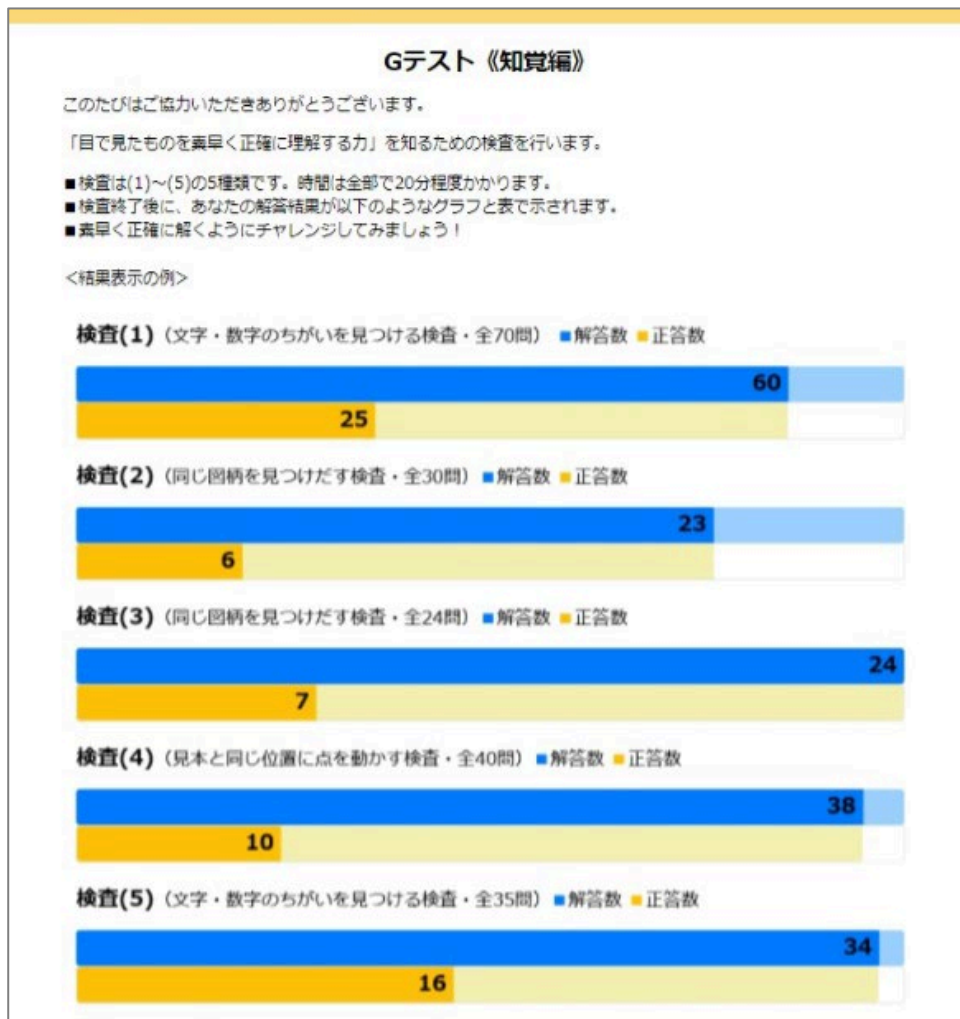 Gテスト《知覚編》
このたびはご協力いただきありがとうございます。
「目で見たものを素早く正確に理解する力」を知るための検査を行います。
■検査は(1)～(5)の5種類です。時間は全部で20分程度かかります。
■検査終了後に、あなたの解答結果が以下のようなグラフと表で示されます。
■素早く正確に解くようにチャレンジしてみましょう！
＜結果表示の例＞
検査(1)（文字・数字のちがいを見つける検査・全70問） ■解答数 ■正答数
60
25
検査(2)（同じ図柄を見つけだす検査・全30問） ■解答数 ■正答数
23
6
検査(3)（同じ図柄を見つけだす検査・全24問） ■解答数 ■正答数
24
7
検査(4)（見本と同じ位置に点を動かす検査・全40問） ■解答数 ■正答数
38
10
検査(5)（文字・数字のちがいを見つける検査・全35問） ■解答数 ■正答数
34
16